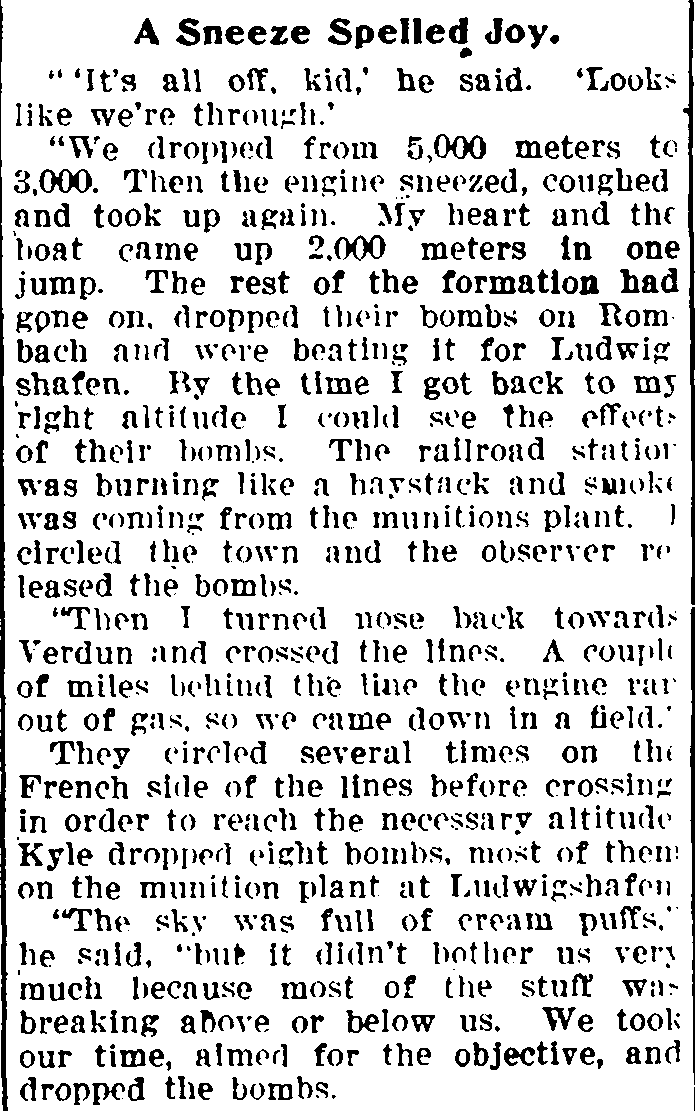 A Sneeze Spelled Joy.
"'It's all off, kid,' he said. 'Looks
like we're through.'
"We dropped from 5,000 meters to
3,000. Then the engine sneezed, coughed
and took up again. My heart and the
boat came up 2,000 meters in one
jump. The rest of the formation had
gone on, dropped their bombs on Rom-
bach and were beating it for Ludwig
shafen. By the time I got back to my
right altitude I could see the effects
of their bombs. The railroad station
was burning like a haystack and smoke
was coming from the munitions plant. I
circled the town and the observer re
leased the bombs.
"Then I turned nose back towards
Verdun and crossed the lines. A couple
of miles behind the line the engine ran
out of gas, so we came down in a field."
They circled several times on the
French side of the lines before crossing
in order to reach the necessary altitude
Kyle dropped eight bombs, most of them
on the munition plant at Ludwigshafen
"The sky was full of cream puffs,"
he said, "but it didn't bother us very
much because most of the stuff was
breaking above or below us. We took
our time, aimed for the objective, and
dropped the bombs.